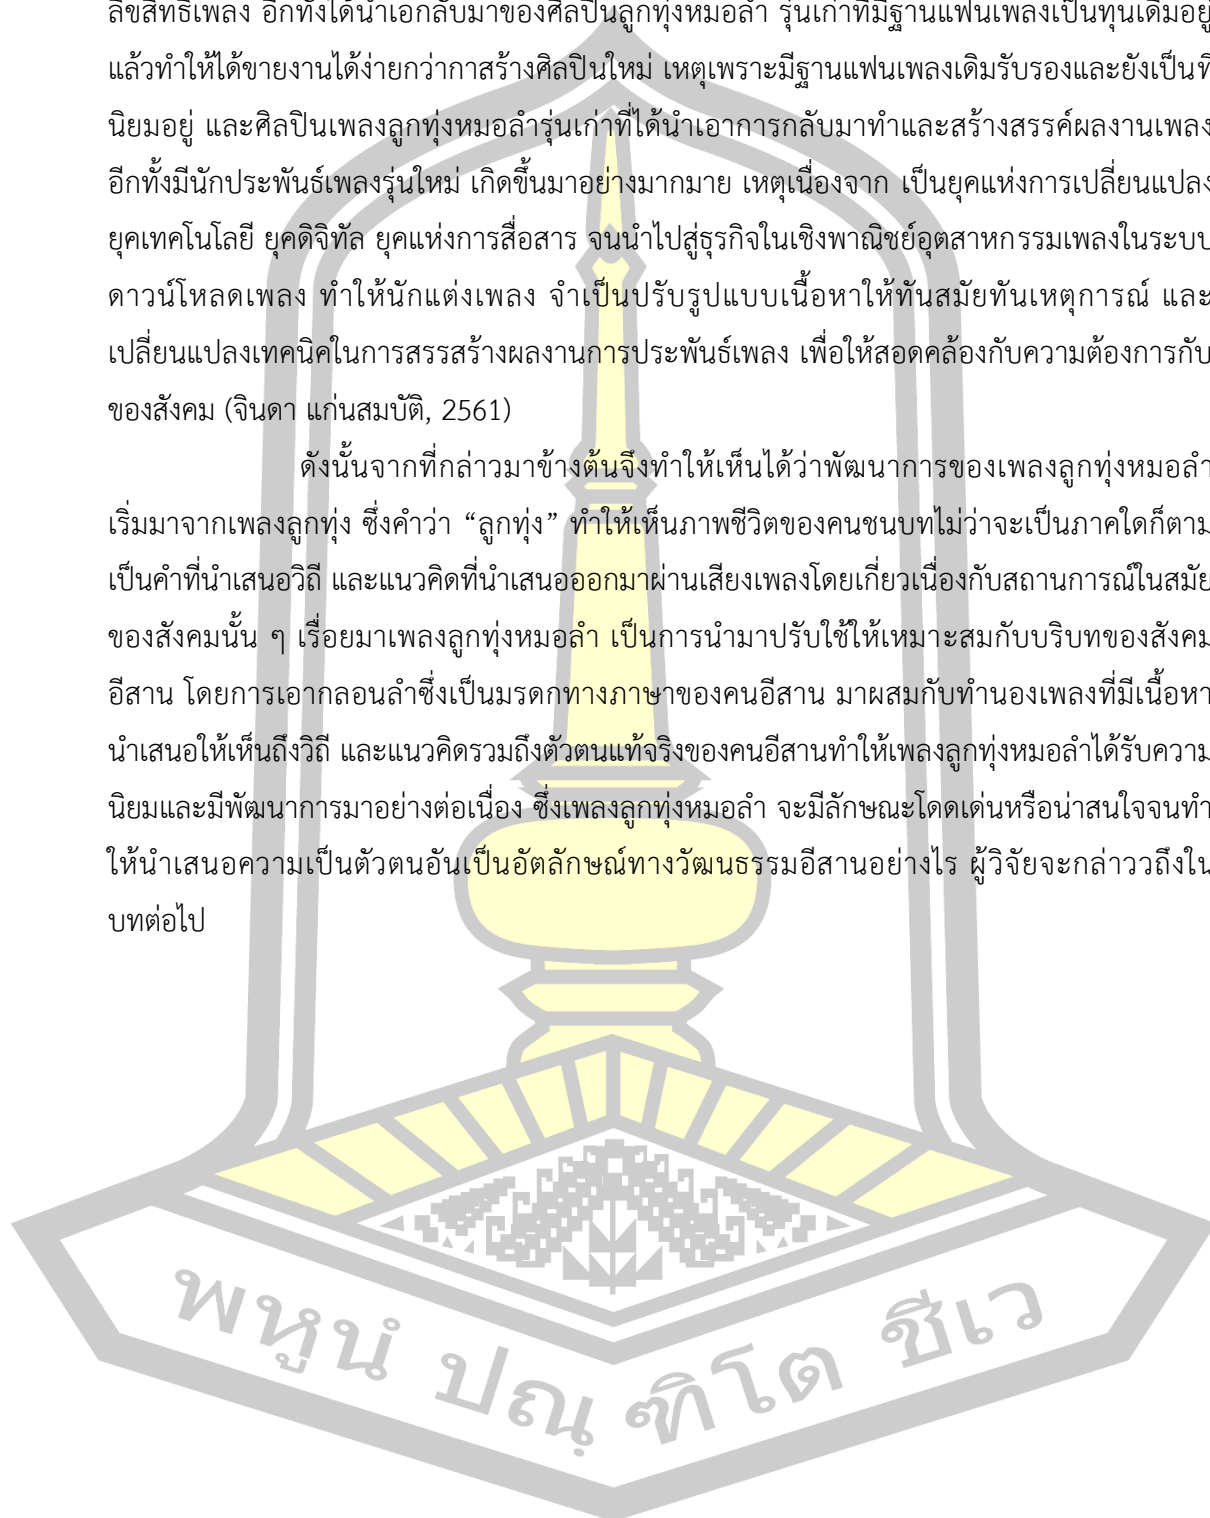 ลิขสิทธิ์เพลง อีกทั้งได้นำเอกลับมาของศิลปินลูกทุ่งหมอลำ รุ่นเก่าที่มีฐานแฟนเพลงเป็นทุนเดิมอยู่
แล้วทำให้ได้ขายงานได้ง่ายกว่ากาสร้างศิลปินใหม่ เหตุเพราะมีฐานแฟนเพลงเดิมรับรองและยังเป็นที่
นิยมอยู่ และศิลปินเพลงลูกทุ่งหมอลำรุ่นเก่าที่ได้นำเอาการกลับมาทำและสร้างสรรค์ผลงานเพลง
อีกทั้งมีนักประพันธ์เพลงรุ่นใหม่ เกิดขึ้นมาอย่างมากมาย เหตุเนื่องจาก เป็นยุคแห่งการเปลี่ยนแปลง
ยุคเทคโนโลยี ยุคดิจิทัล ยุคแห่งการสื่อสาร จนนำไปสู่ธุรกิจในเชิงพาณิชย์อุตสาหกรรมเพลงในระบบ
ดาวน์โหลดเพลง ทำให้นักแต่งเพลง จำเป็นปรับรูปแบบเนื้อหาให้ทันสมัยทันเหตุการณ์ และ
เปลี่ยนแปลงเทคนิคในการสรรสร้างผลงานการประพันธ์เพลง เพื่อให้สอดคล้องกับความต้องการกับ
ของสังคม (จินดา แก่นสมบัติ, 2561)
ดังนั้นจากที่กล่าวมาข้างต้นจึงทำให้เห็นได้ว่าพัฒนาการของเพลงลูกทุ่งหมอลำ
เริ่มมาจากเพลงลูกทุ่ง ซึ่งคำว่า “ลูกทุ่ง” ทำให้เห็นภาพชีวิตของคนชนบทไม่ว่าจะเป็นภาคใดก็ตาม
เป็นคำที่นำเสนอวิถี และแนวคิดที่นำเสนอออกมาผ่านเสียงเพลงโดยเกี่ยวเนื่องกับสถานการณ์ในสมัย
ของสังคมนั้น ๆ เรื่อยมาเพลงลูกทุ่งหมอลำ เป็นการนำมาปรับใช้ให้เหมาะสมกับบริบทของสังคม
อีสาน โดยการเอากลอนลำซึ่งเป็นมรดกทางภาษาของคนอีสาน มาผสมกับทำนองเพลงที่มีเนื้อหา
นำเสนอให้เห็นถึงวิถี และแนวคิดรวมถึงตัวตนแท้จริงของคนอีสานทำให้เพลงลูกทุ่งหมอลำได้รับความ
นิยมและมีพัฒนาการมาอย่างต่อเนื่อง ซึ่งเพลงลูกทุ่งหมอลำ จะมีลักษณะโดดเด่นหรือน่าสนใจจนทำ
ให้นำเสนอความเป็นตัวตนอันเป็นอัตลักษณ์ทางวัฒนธรรมอีสานอย่างไร ผู้วิจัยจะกล่าววถึงใน
บทต่อไป
พหูนํ ปณฺฑิโต ชีเว